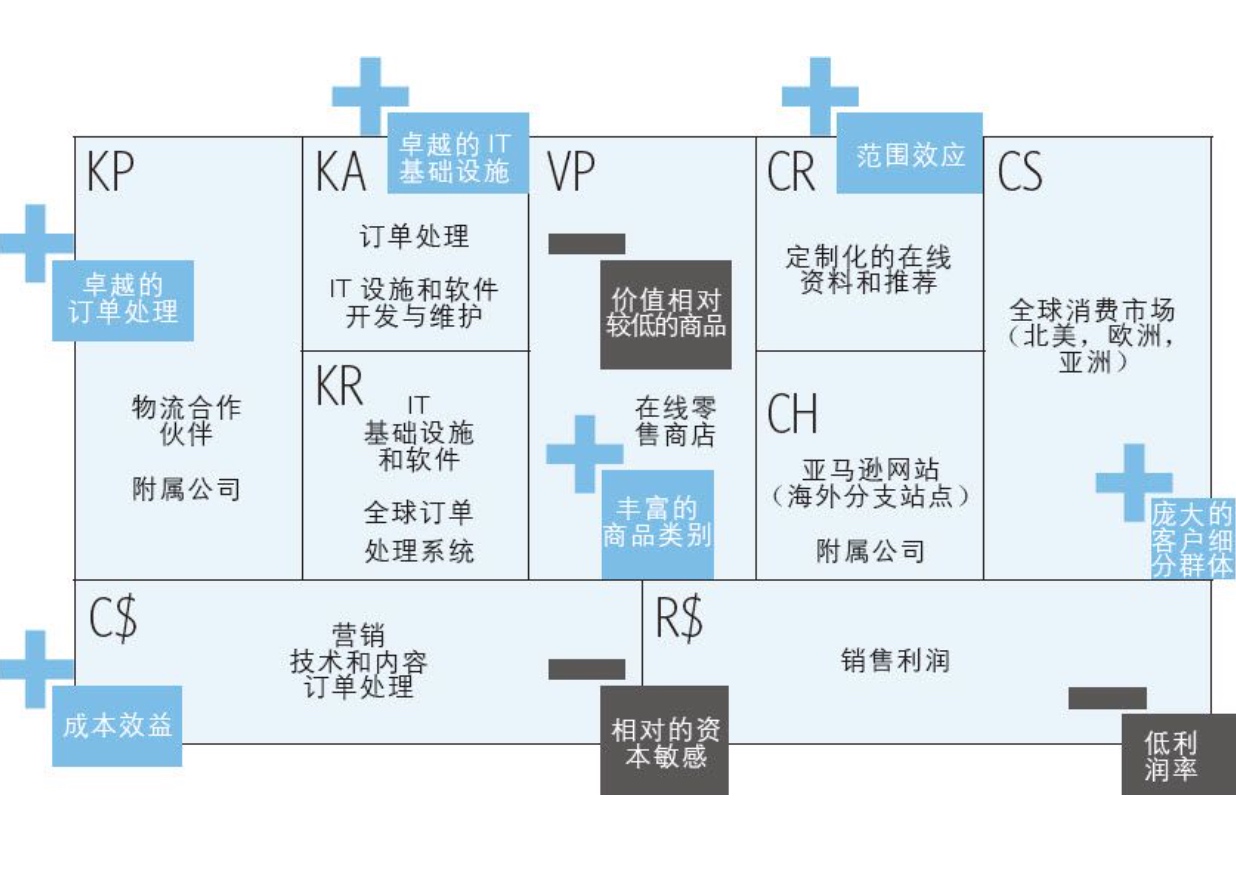 KP
卓越的
订单处理
物流合作
伙伴
附属公司
KA
卓越的 IT
基础设施
订单处理
IT 设施和软件
开发与维护
KR
IT
基础设施
和软件
全球订单
处理系统
VP
价值相对
较低的商品
在线零
售商店
丰富的
商品类别
CR
范围效应
定制化的在线
资料和推荐
CH
亚马逊网站
（海外分支站点）
附属公司
CS
全球消费市场
（北美，欧洲，
亚洲）
庞大的
客户细
分群体
C$
营销
技术和内容
订单处理
成本效益
相对的资
本敏感
R$
销售利润
低利
润率